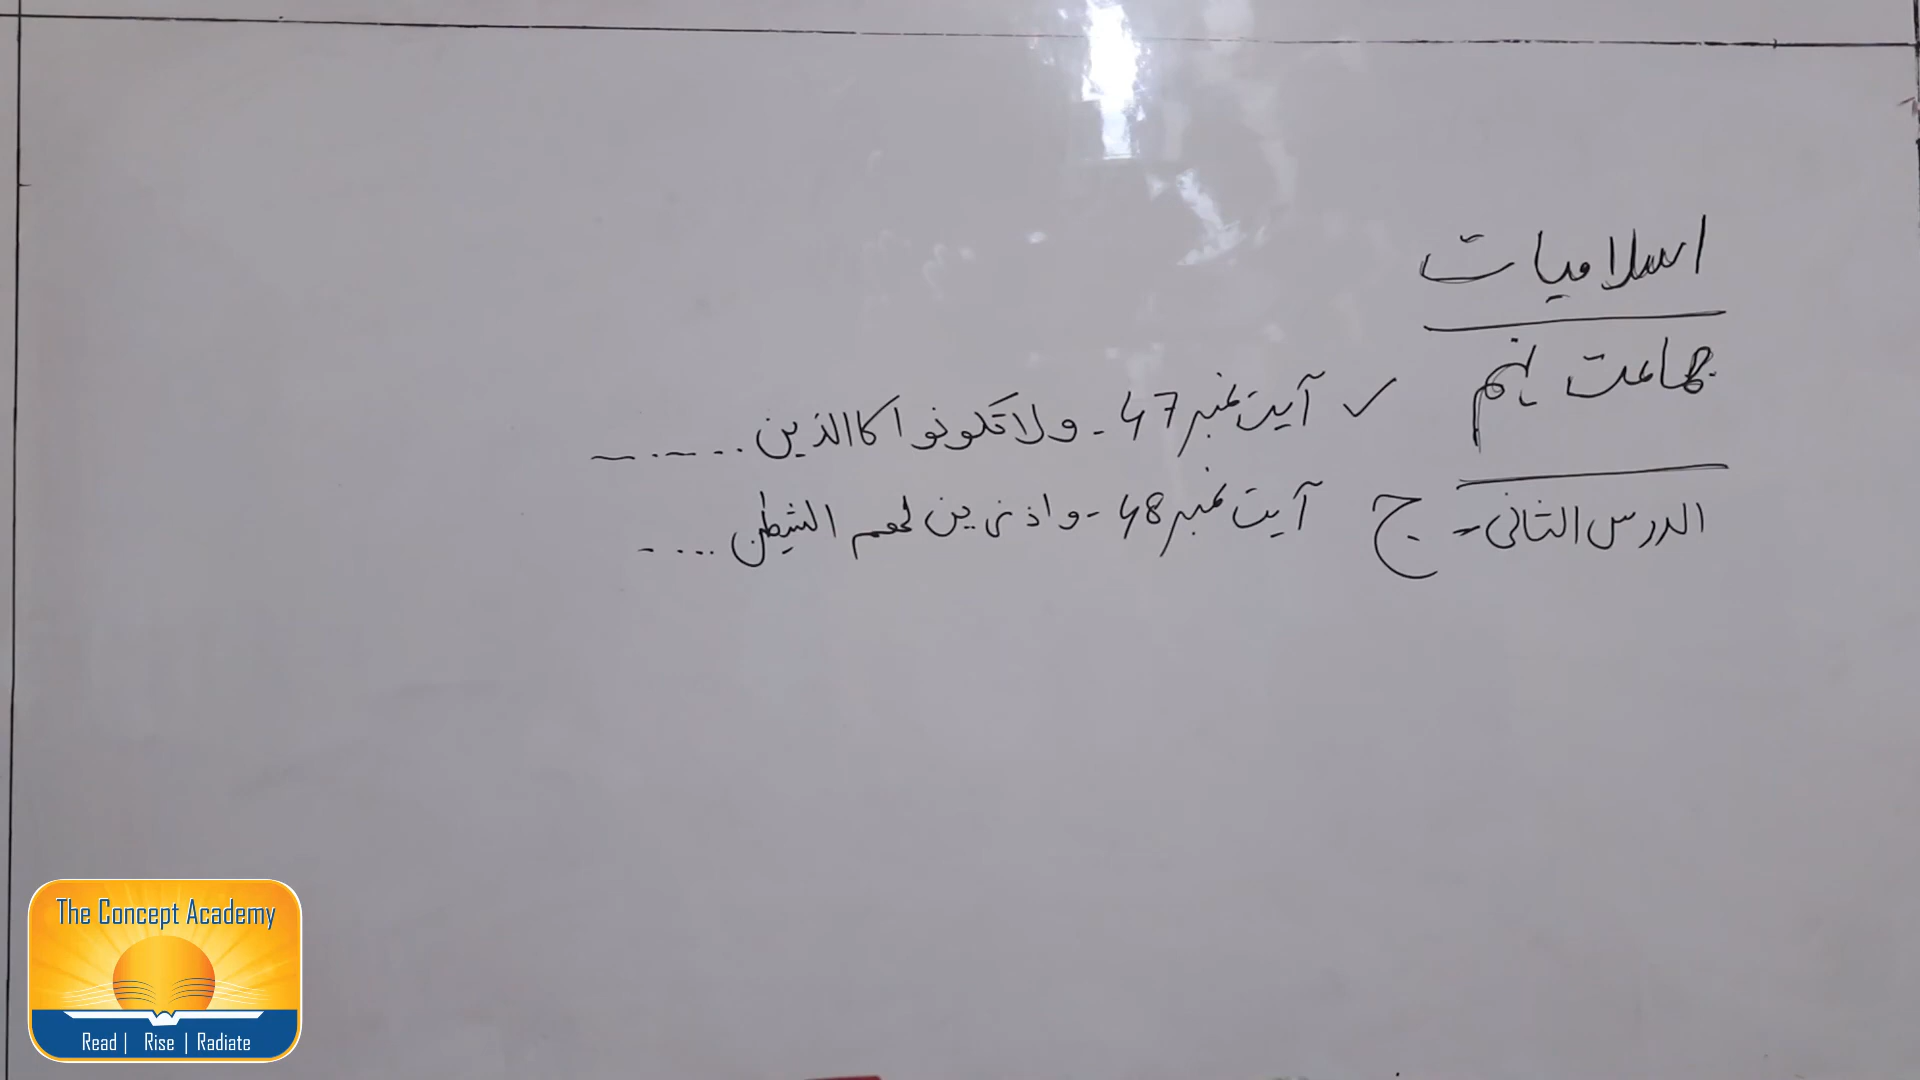 اسلامیات
جماعت نہم
✓ آیت نمبر 47 - ولا تکونوا کاالذین ......
الدرس الثانی - ج
آیت نمبر 48 - واذ زین لھم الشیطن ....
The Concept Academy
Read | Rise | Radiate